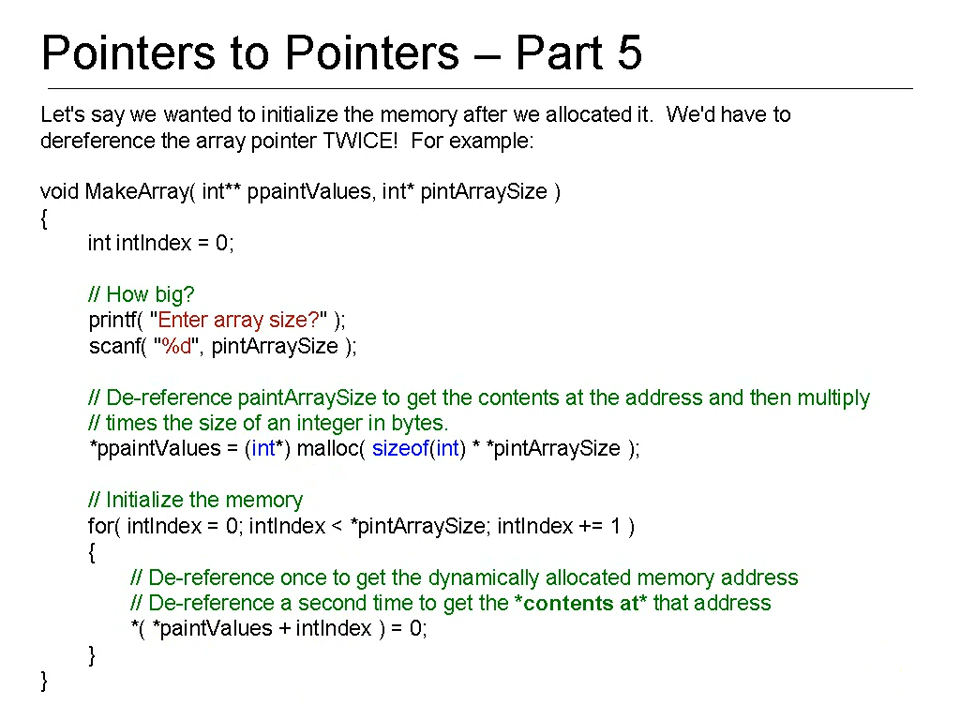 Pointers to Pointers – Part 5
Let's say we wanted to initialize the memory after we allocated it.  We'd have to
dereference the array pointer TWICE!  For example:
void MakeArray( int** ppaintValues, int* pintArraySize )
{
int intIndex = 0;
// How big?
printf( "Enter array size?" );
scanf( "%d", pintArraySize );
// De-reference paintArraySize to get the contents at the address and then multiply
// times the size of an integer in bytes.
*ppaintValues = (int*) malloc( sizeof(int) * *pintArraySize );
// Initialize the memory
for( intIndex = 0; intIndex < *pintArraySize; intIndex += 1 )
{
// De-reference once to get the dynamically allocated memory address
// De-reference a second time to get the *contents at* that address
*( *paintValues + intIndex ) = 0;
}
}